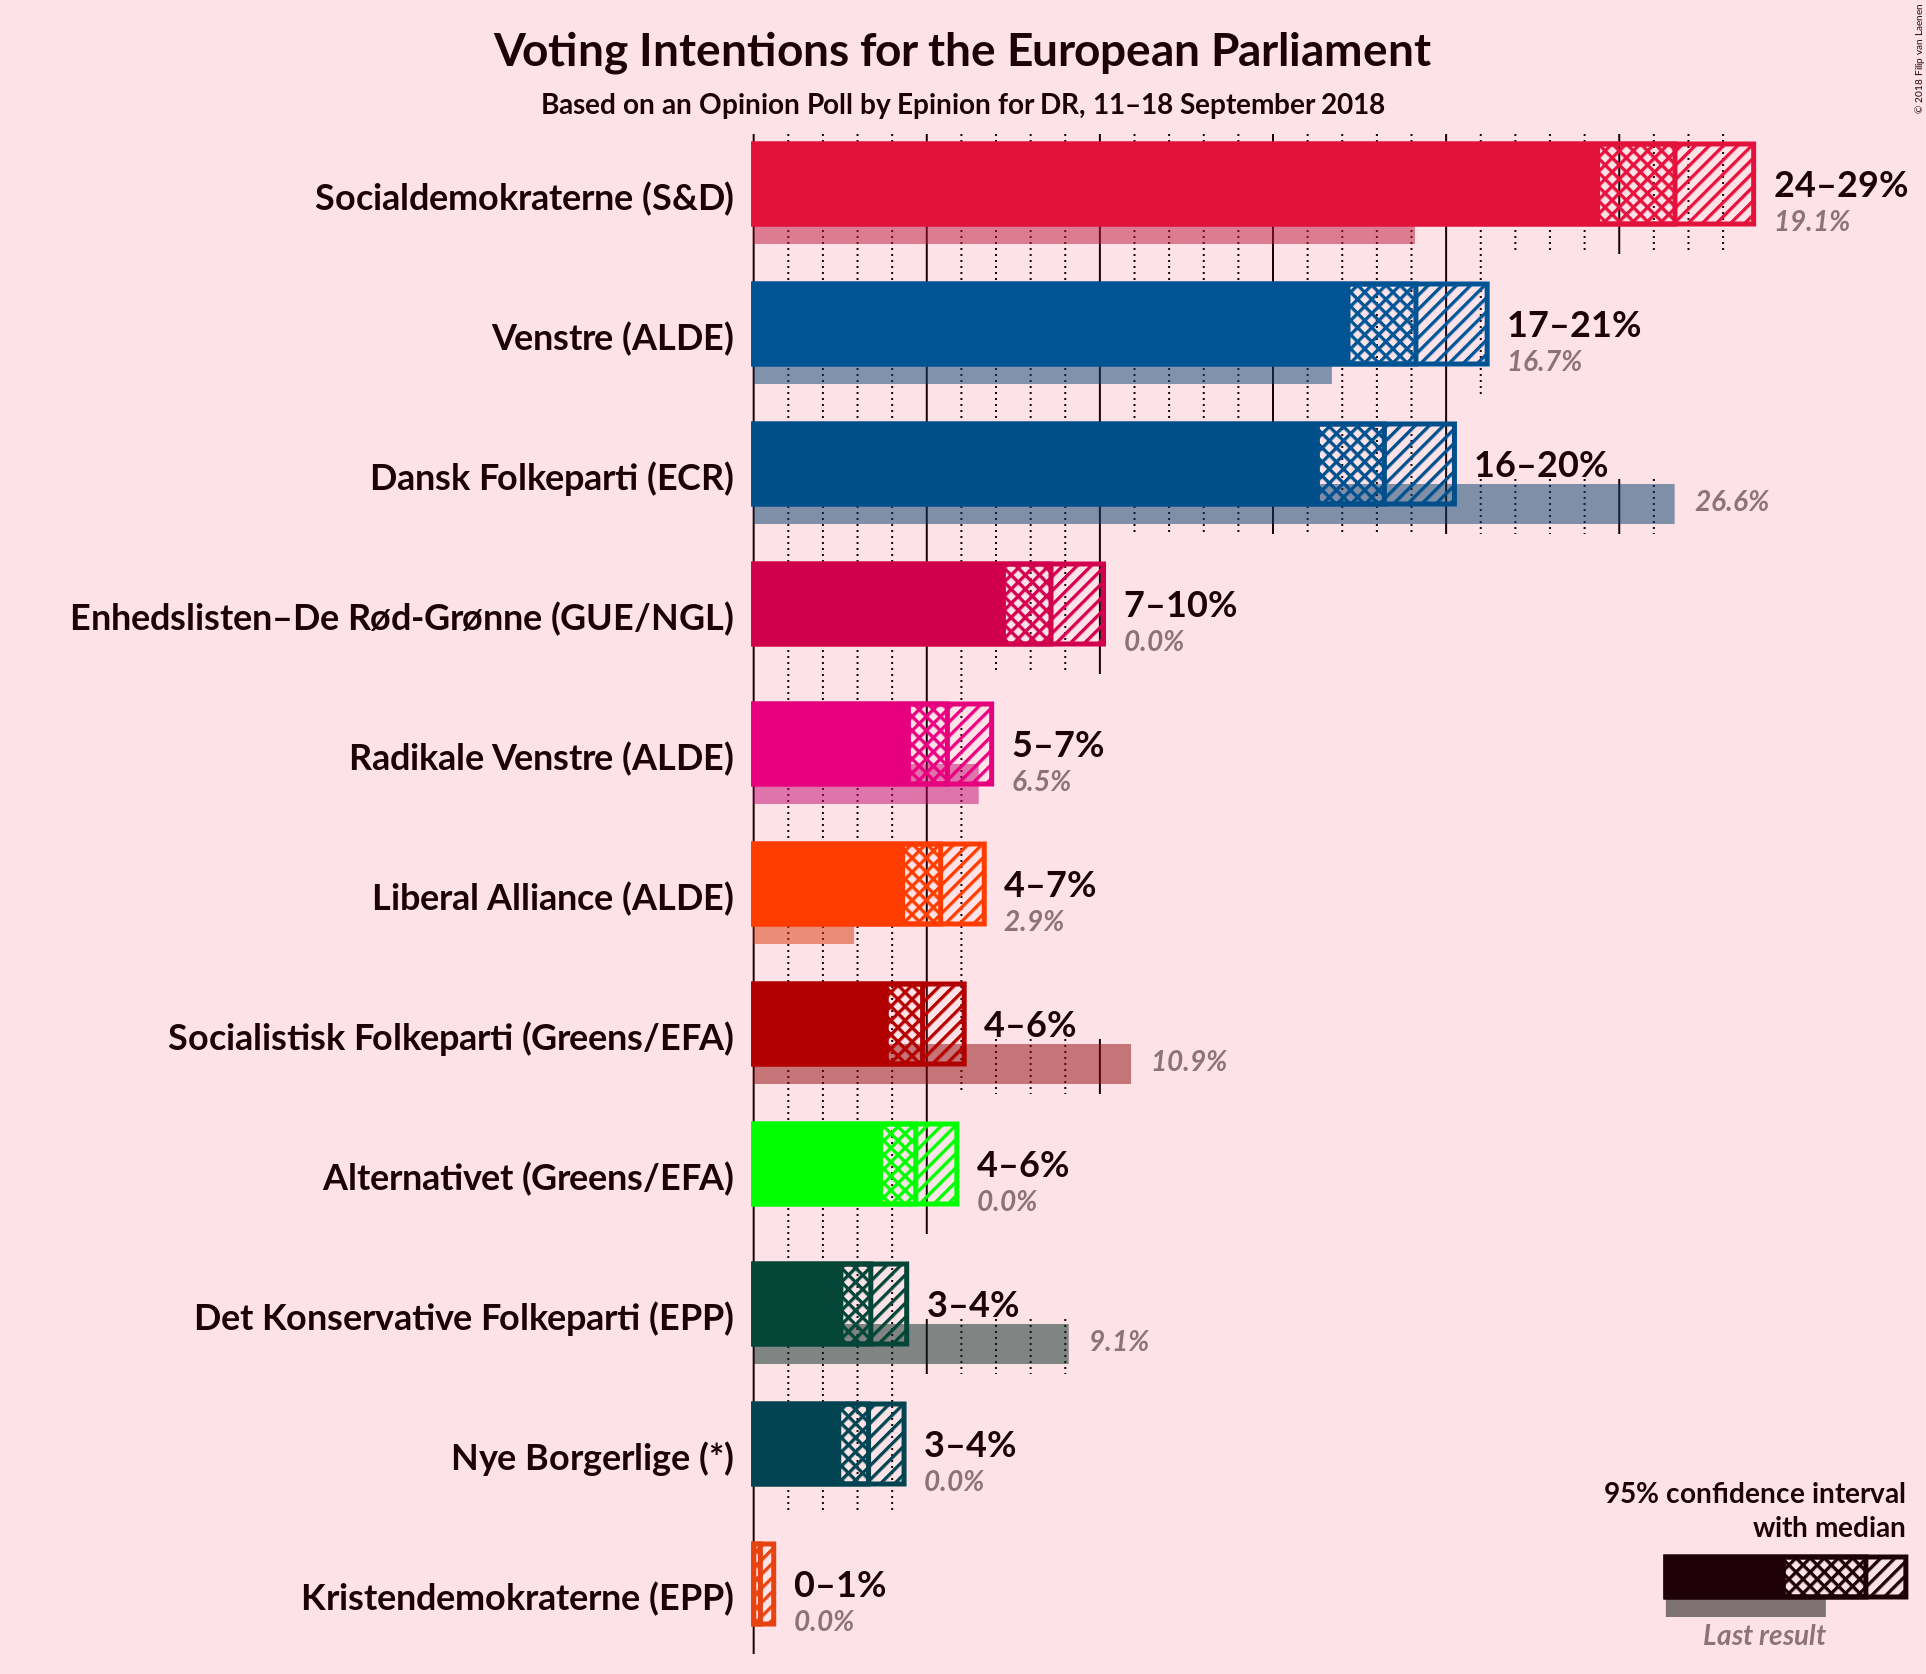 Voting Intentions for the European Parliament
Based on an Opinion Poll by Epinion for DR, 11–18 September 2018
© 2018 Filip van Laenen
Socialdemokraterne (S&D)
24–29%
19.1%
Venstre (ALDE)
17–21%
16.7%
Dansk Folkeparti (ECR)
16–20%
26.6%
Enhedslisten–De Rød-Grønne (GUE/NGL)
7–10%
0.0%
Radikale Venstre (ALDE)
5–7%
6.5%
Liberal Alliance (ALDE)
4–7%
2.9%
Socialistisk Folkeparti (Greens/EFA)
4–6%
10.9%
Alternativet (Greens/EFA)
4–6%
0.0%
Det Konservative Folkeparti (EPP)
3–4%
9.1%
Nye Borgerlige (*)
3–4%
0.0%
Kristendemokraterne (EPP)
0–1%
0.0%
95% confidence interval
with median
Last result